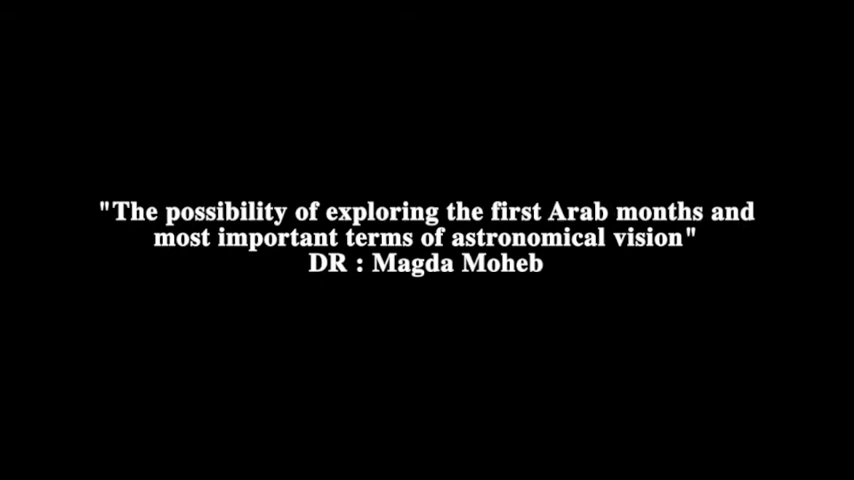 "The possibility of exploring the first Arab months and
most important terms of astronomical vision"
DR : Magda Moheb